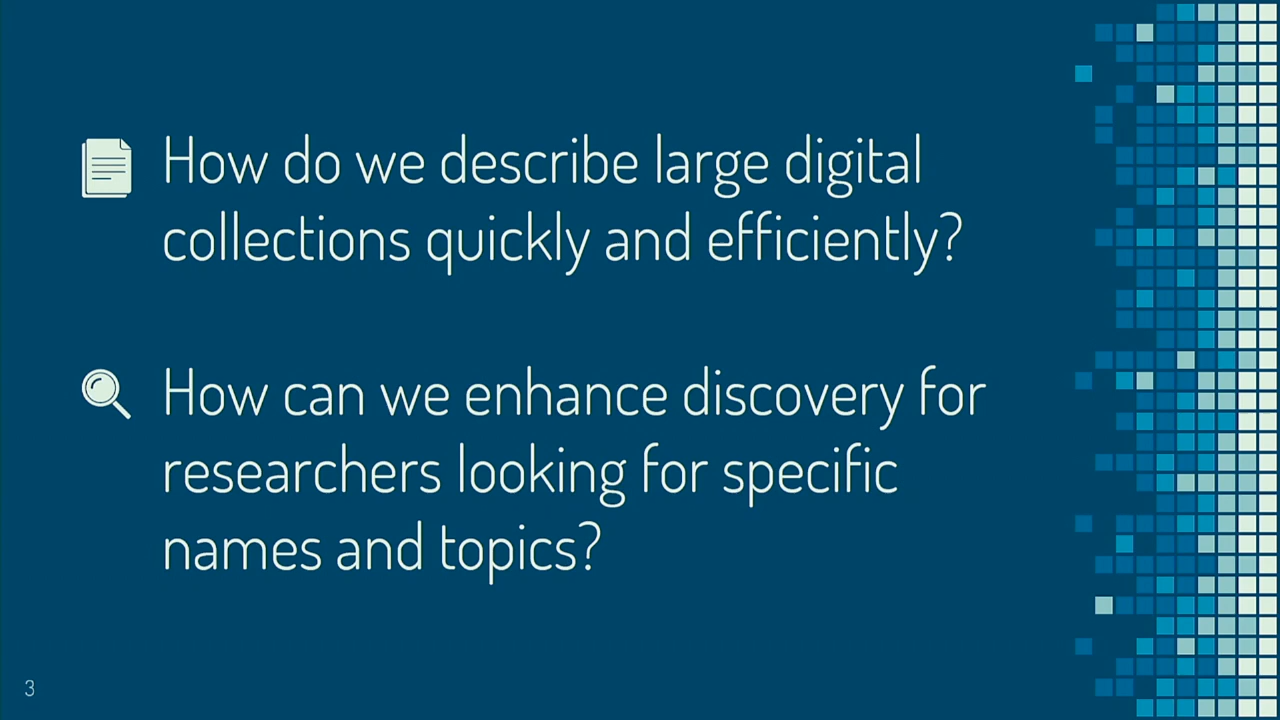 How do we describe large digital
collections quickly and efficiently?
How can we enhance discovery for
researchers looking for specific
names and topics?
3